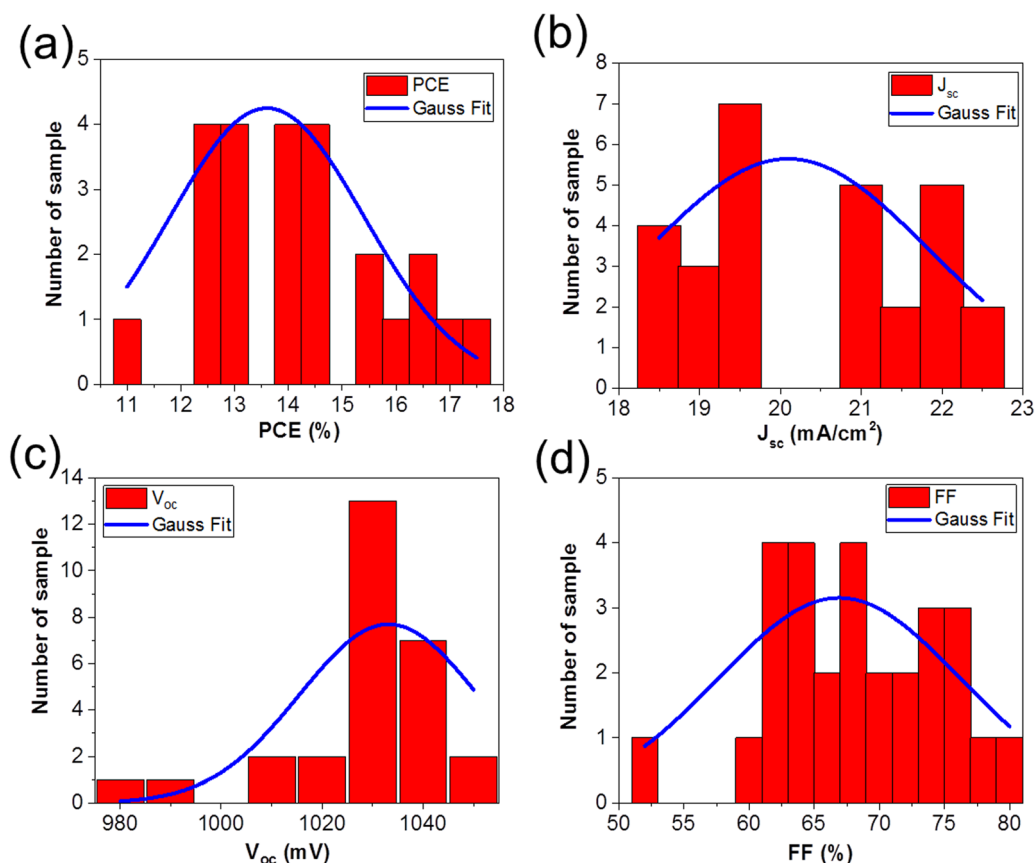 (a)
5
4
3
2
1
0
Number of sample
PCE
Gauss Fit
11 12 13 14 15 16 17 18
PCE (%)
(b)
8
7
6
5
4
3
2
1
0
Number of sample
Jsc
Gauss Fit
18 19 20 21 22 23
Jsc (mA/cm²)
(c)
14
12
10
8
6
4
2
0
Number of sample
Voc
Gauss Fit
980 1000 1020 1040
Voc (mV)
(d)
5
4
3
2
1
0
Number of sample
FF
Gauss Fit
50 55 60 65 70 75 80
FF (%)